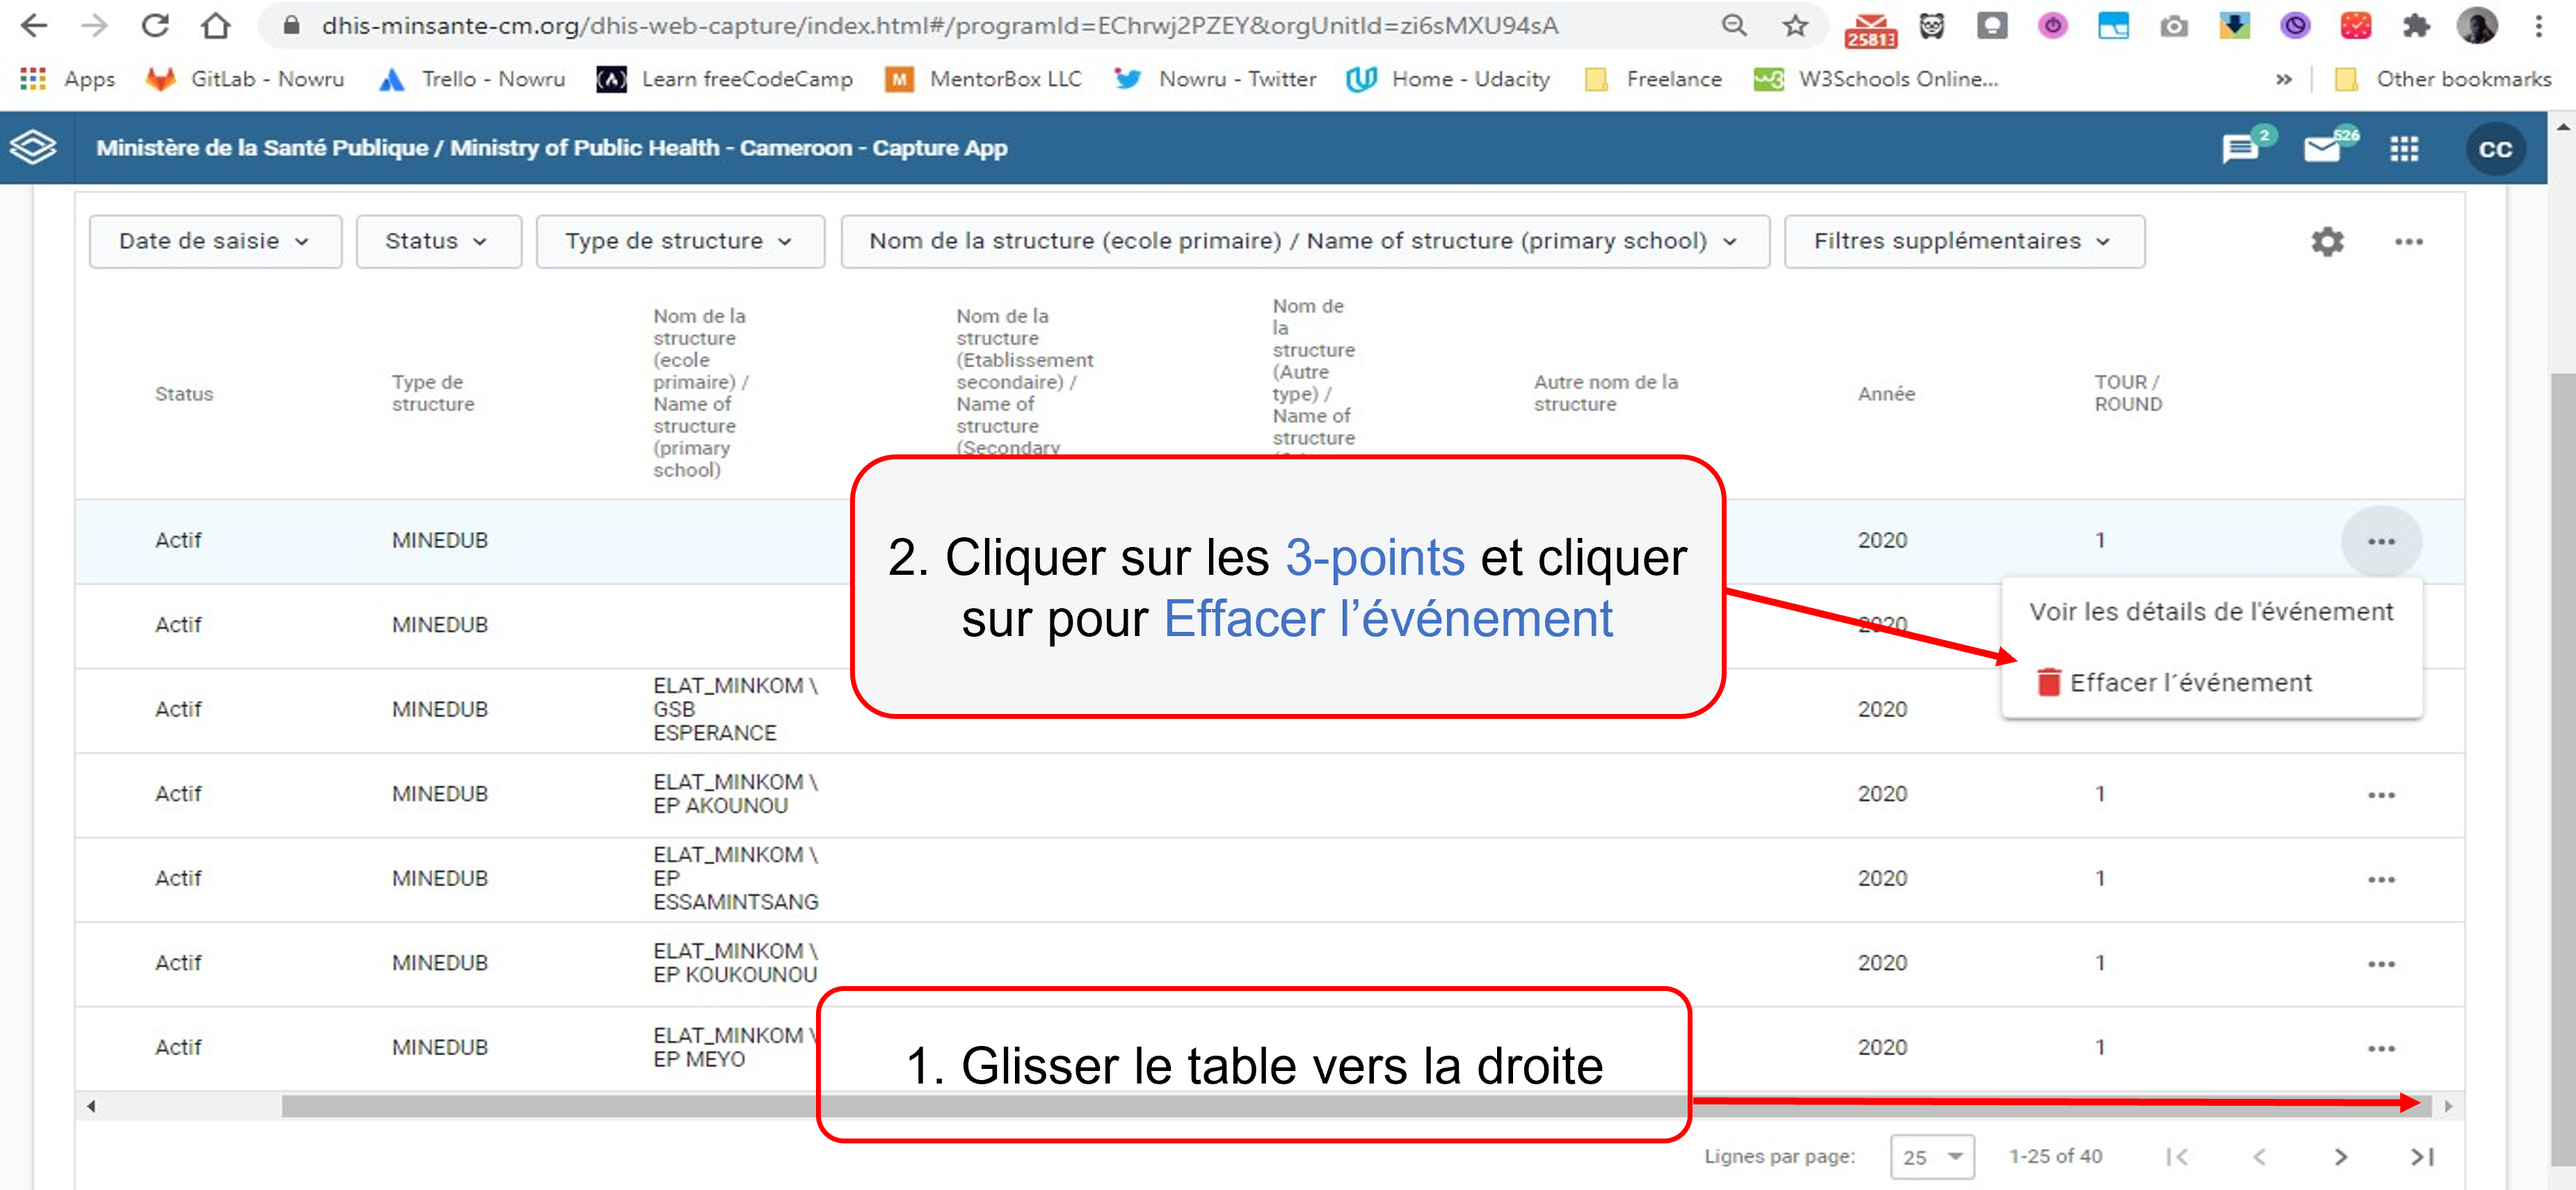 dhis-minsante-cm.org/dhis-web-capture/index.html#/programId=EChrwj2PZEY&orgUnitId=zi6sMXU94sA
25813
Apps GitLab - Nowru Trello - Nowru Learn freeCodeCamp MentorBox LLC Nowru - Twitter Home - Udacity Freelance W3Schools Online... » Other bookmarks
Ministère de la Santé Publique / Ministry of Public Health - Cameroon - Capture App 2 526 CC
Date de saisie Status Type de structure Nom de la structure (ecole primaire) / Name of structure (primary school) Filtres supplémentaires
Status
Type de
structure
Nom de la
structure
(ecole
primaire) /
Name of
structure
(primary
school)
Nom de la
structure
(Etablissement
secondaire) /
Name of
structure
(Secondary
Nom de
la
structure
(Autre
type) /
Name of
structure
Autre nom de la
structure
Année
TOUR /
ROUND
Actif MINEDUB 2020 1
2. Cliquer sur les 3-points et cliquer
sur pour Effacer l’événement
Voir les détails de l'événement
Effacer l´événement
Actif MINEDUB 2020
Actif MINEDUB ELAT_MINKOM \
GSB
ESPERANCE
2020
Actif MINEDUB ELAT_MINKOM \
EP AKOUNOU
2020 1
Actif MINEDUB ELAT_MINKOM \
EP
ESSAMINTSANG
2020 1
Actif MINEDUB ELAT_MINKOM \
EP KOUKOUNOU
2020 1
Actif MINEDUB ELAT_MINKOM \
EP MEYO
2020 1
1. Glisser le table vers la droite
Lignes par page: 25 1-25 of 40